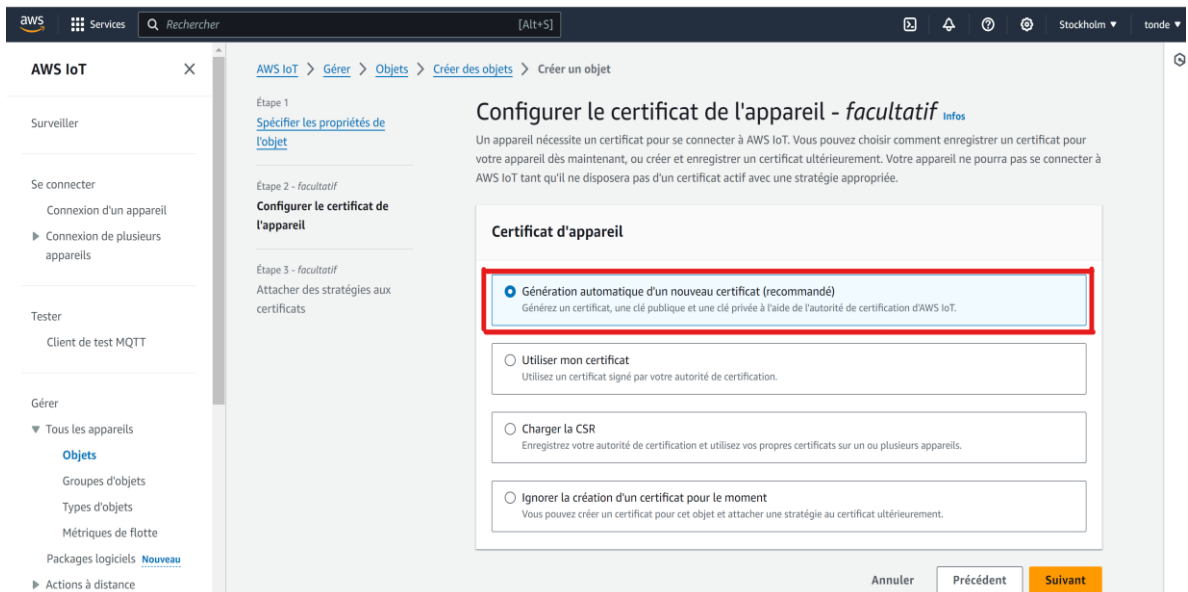 aws
Services
Rechercher
[Alt+S]
Stockholm
tonde
AWS IoT
Surveiller
Se connecter
Connexion d'un appareil
Connexion de plusieurs
appareils
Tester
Client de test MQTT
Gérer
Tous les appareils
Objets
Groupes d'objets
Types d'objets
Métriques de flotte
Packages logiciels Nouveau
Actions à distance
AWS IoT > Gérer > Objets > Créer des objets > Créer un objet
Étape 1
Spécifier les propriétés de
l'objet
Étape 2 - facultatif
Configurer le certificat de
l'appareil
Étape 3 - facultatif
Attacher des stratégies aux
certificats
Configurer le certificat de l'appareil - facultatif Infos
Un appareil nécessite un certificat pour se connecter à AWS IoT. Vous pouvez choisir comment enregistrer un certificat pour
votre appareil dès maintenant, ou créer et enregistrer un certificat ultérieurement. Votre appareil ne pourra pas se connecter à
AWS IoT tant qu'il ne disposera pas d'un certificat actif avec une stratégie appropriée.
Certificat d'appareil
Génération automatique d'un nouveau certificat (recommandé)
Générez un certificat, une clé publique et une clé privée à l'aide de l'autorité de certification d'AWS IoT.
Utiliser mon certificat
Utilisez un certificat signé par votre autorité de certification.
Charger la CSR
Enregistrez votre autorité de certification et utilisez vos propres certificats sur un ou plusieurs appareils.
Ignorer la création d'un certificat pour le moment
Vous pouvez créer un certificat pour cet objet et attacher une stratégie au certificat ultérieurement.
Annuler
Précédent
Suivant